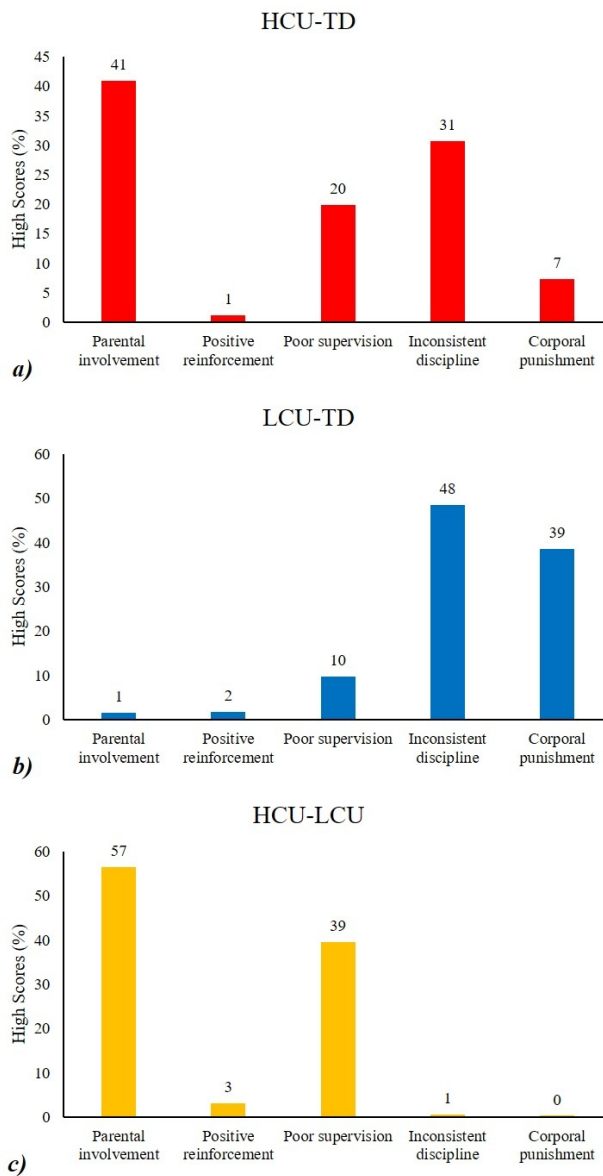 HCU-TD
High Scores (%)
45
40
35
30
25
20
15
10
5
0
41
1
20
31
7
Parental involvement
Positive reinforcement
Poor supervision
Inconsistent discipline
Corporal punishment
a)
LCU-TD
High Scores (%)
60
50
40
30
20
10
0
1
2
10
48
39
Parental involvement
Positive reinforcement
Poor supervision
Inconsistent discipline
Corporal punishment
b)
HCU-LCU
High Scores (%)
60
50
40
30
20
10
0
57
3
39
1
0
Parental involvement
Positive reinforcement
Poor supervision
Inconsistent discipline
Corporal punishment
c)